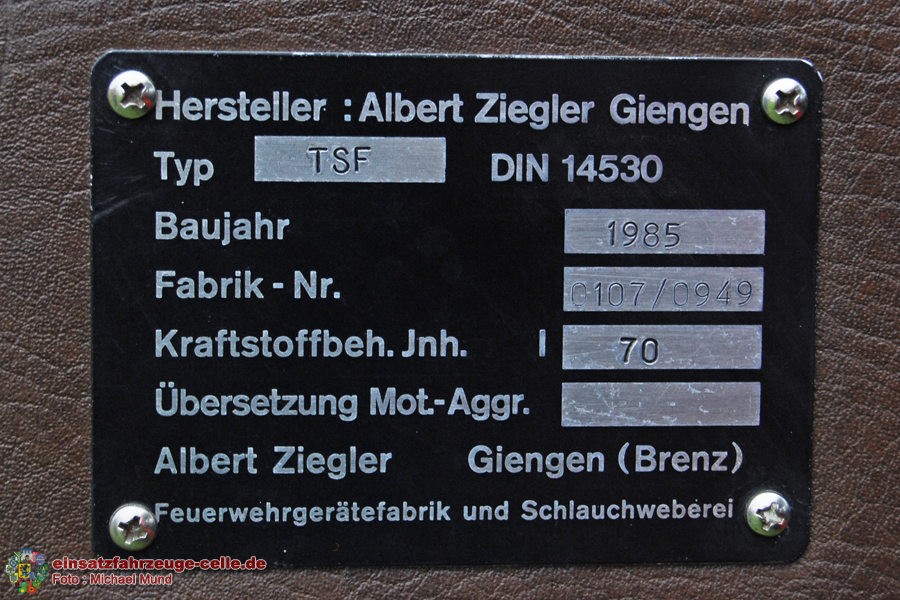 Hersteller : Albert Ziegler Giengen
Typ TSF DIN 14530
Baujahr 1985
Fabrik - Nr. 0107/0949
Kraftstoffbeh. Jnh. l 70
Übersetzung Mot.-Aggr.
Albert Ziegler Giengen (Brenz)
Feuerwehrgerätefabrik und Schlauchweberei
einsatzfahrzeuge-celle.de
Foto : Michael Mund